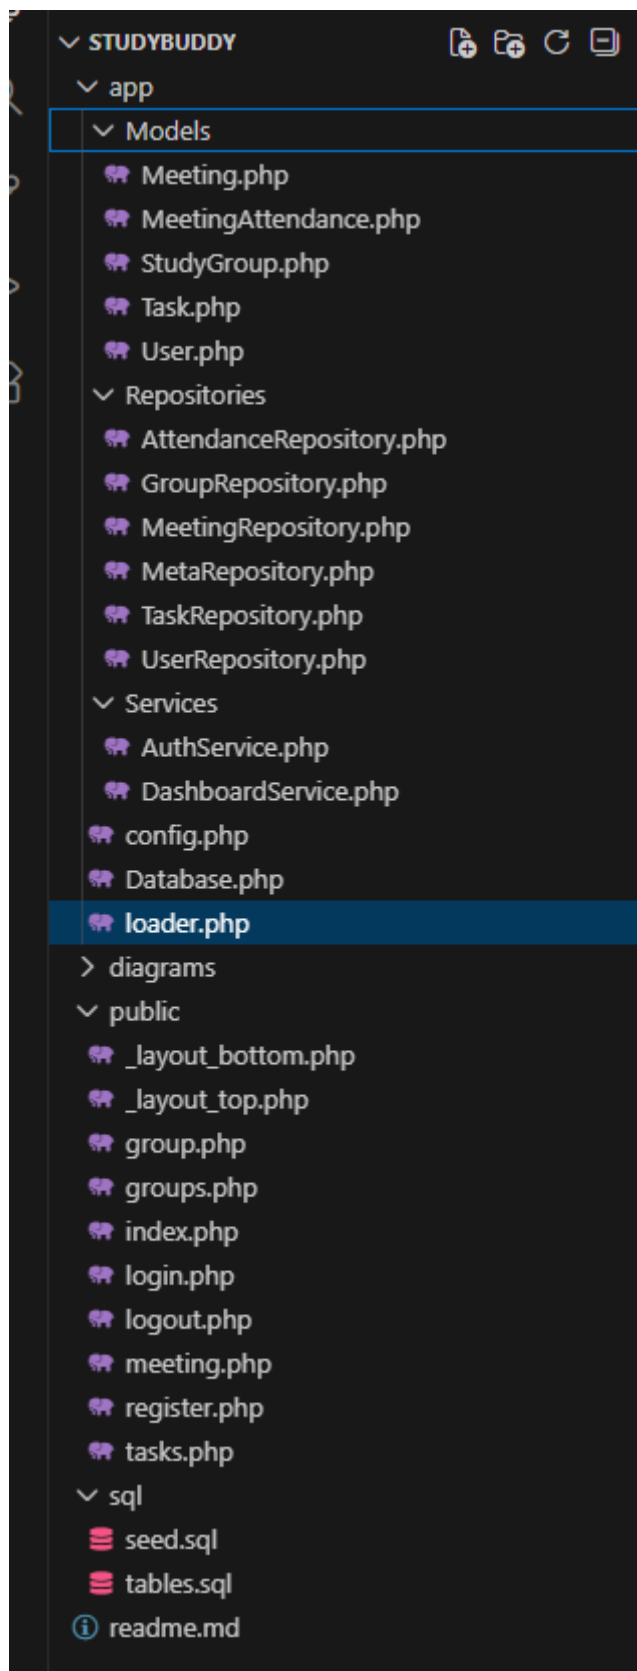 STUDYBUDDY
app
Models
Meeting.php
MeetingAttendance.php
StudyGroup.php
Task.php
User.php
Repositories
AttendanceRepository.php
GroupRepository.php
MeetingRepository.php
MetaRepository.php
TaskRepository.php
UserRepository.php
Services
AuthService.php
DashboardService.php
config.php
Database.php
loader.php
diagrams
public
_layout_bottom.php
_layout_top.php
group.php
groups.php
index.php
login.php
logout.php
meeting.php
register.php
tasks.php
sql
seed.sql
tables.sql
readme.md